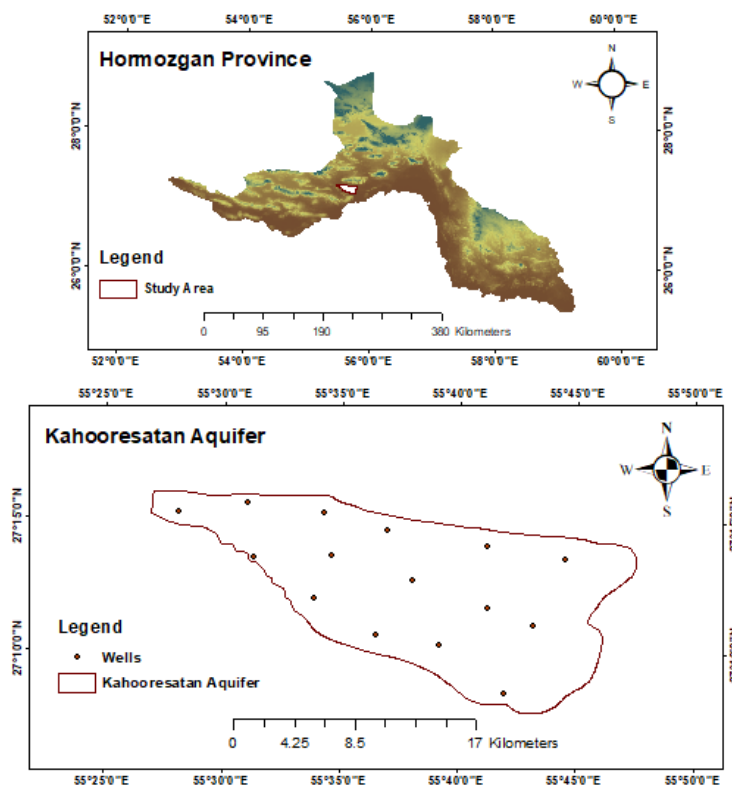 52°0'0"E 54°0'0"E 56°0'0"E 58°0'0"E 60°0'0"E
Hormozgan Province
N
W E
S
28°0'0"N 28°0'0"N
26°0'0"N 26°0'0"N
Legend
Study Area
0 95 190 380 Kilometers
52°0'0"E 54°0'0"E 56°0'0"E 58°0'0"E 60°0'0"E
55°25'0"E 55°30'0"E 55°35'0"E 55°40'0"E 55°45'0"E 55°50'0"E
Kahooresatan Aquifer
N
W E
S
27°15'0"N
27°10'0"N
Legend
Wells
Kahooresatan Aquifer
0 4.25 8.5 17 Kilometers
55°25'0"E 55°30'0"E 55°35'0"E 55°40'0"E 55°45'0"E 55°50'0"E